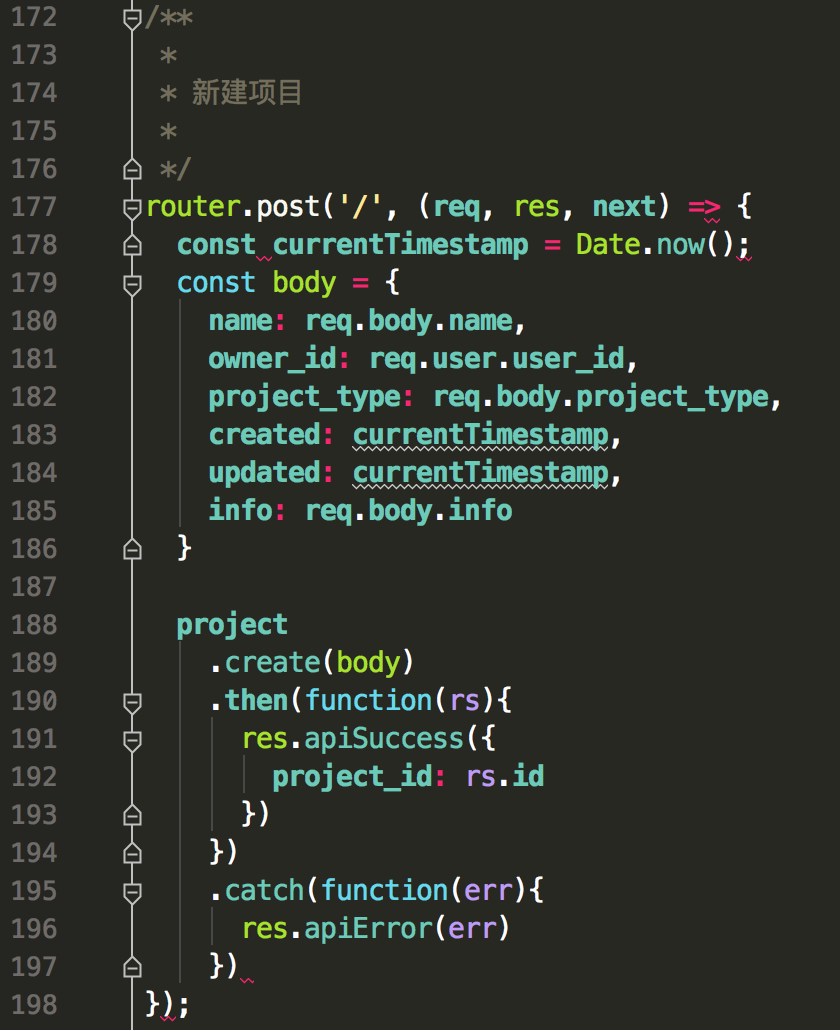 172 /**
173  *
174  * 新建项目
175  *
176  */
177 router.post('/', (req, res, next) => {
178   const currentTimestamp = Date.now();
179   const body = {
180     name: req.body.name,
181     owner_id: req.user.user_id,
182     project_type: req.body.project_type,
183     created: currentTimestamp,
184     updated: currentTimestamp,
185     info: req.body.info
186   }
187
188   project
189     .create(body)
190     .then(function(rs){
191       res.apiSuccess({
192         project_id: rs.id
193       })
194     })
195     .catch(function(err){
196       res.apiError(err)
197     })
198 });